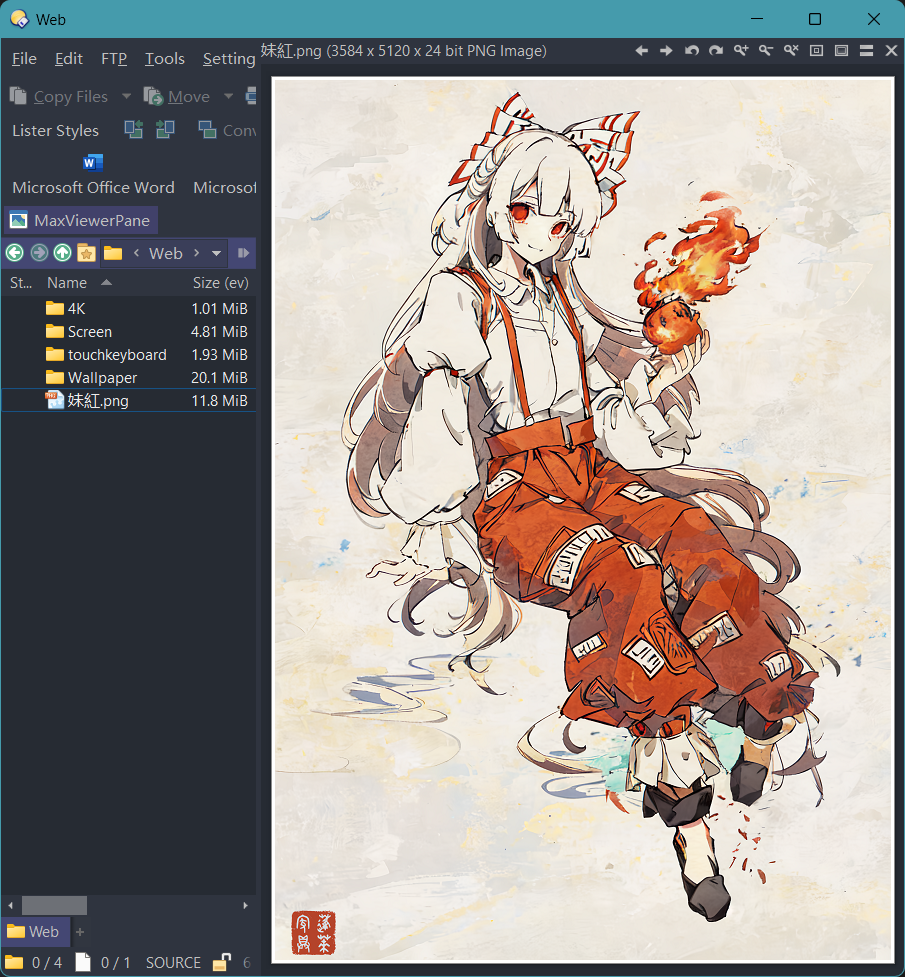 Web
妹紅.png (3584 x 5120 x 24 bit PNG Image)
File Edit FTP Tools Setting
Copy Files Move
Lister Styles Conv
Microsoft Office Word Microsof
MaxViewerPane
Web
St... Name Size (ev)
4K 1.01 MiB
Screen 4.81 MiB
touchkeyboard 1.93 MiB
Wallpaper 20.1 MiB
妹紅.png 11.8 MiB
Web
0 / 4 0 / 1 SOURCE 6